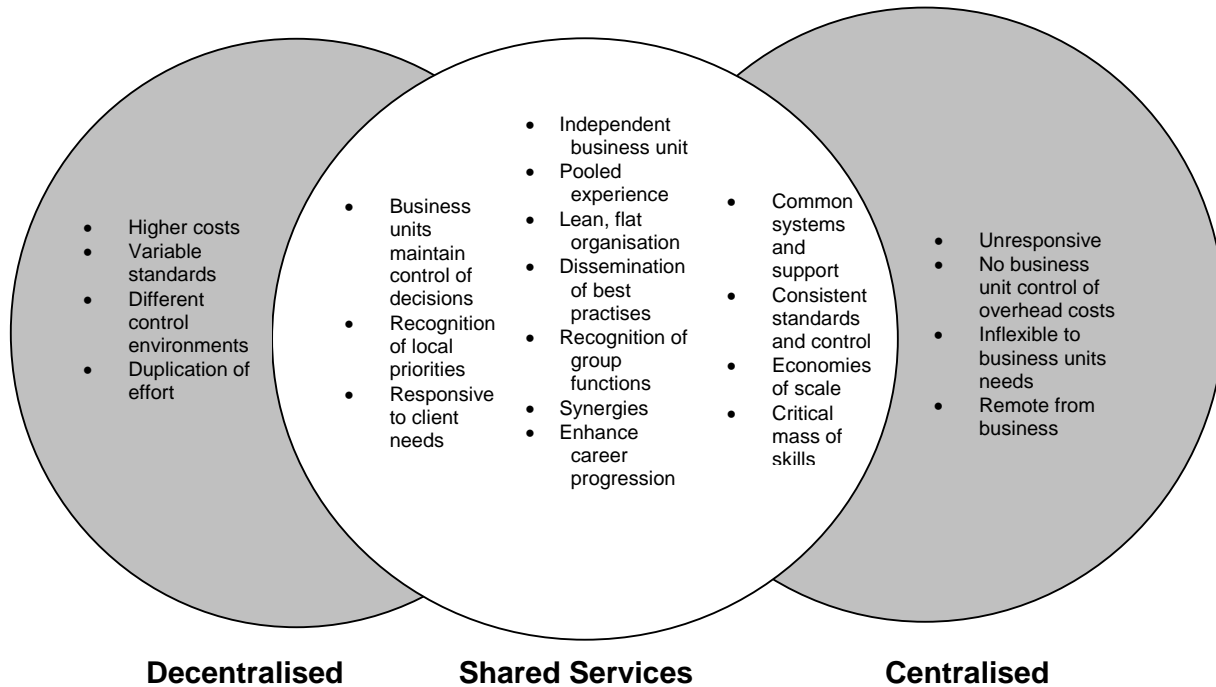 • Higher costs
• Variable
standards
• Different
control
environments
• Duplication of
effort
• Business
units
maintain
control of
decisions
• Recognition
of local
priorities
• Responsive
to client
needs
• Independent
business unit
• Pooled
experience
• Lean, flat
organisation
• Dissemination
of best
practises
• Recognition of
group
functions
• Synergies
• Enhance
career
progression
• Common
systems
and
support
• Consistent
standards
and control
• Economies
of scale
• Critical
mass of
skills
• Unresponsive
• No business
unit control of
overhead costs
• Inflexible to
business units
needs
• Remote from
business
Decentralised
Shared Services
Centralised